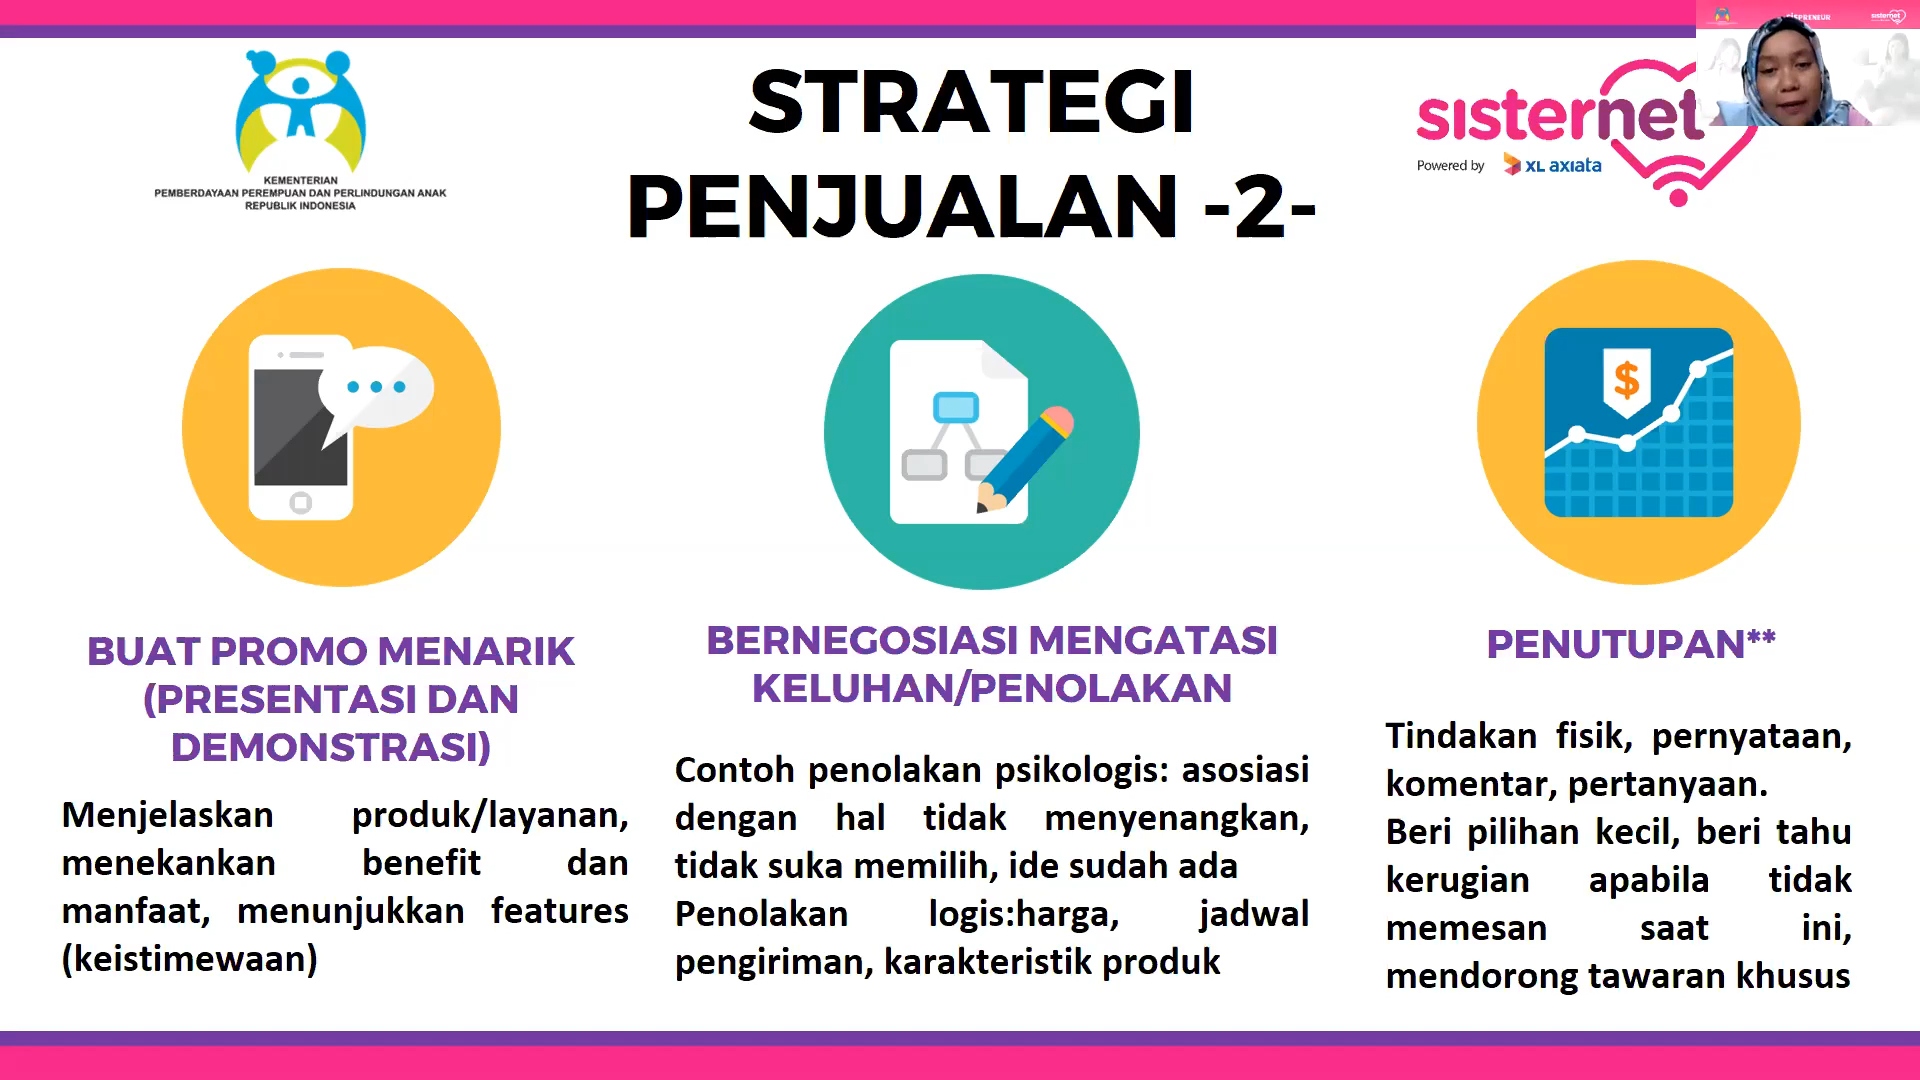 STRATEGI
PENJUALAN -2-
KEMENTERIAN
PEMBERDAYAAN PEREMPUAN DAN PERLINDUNGAN ANAK
REPUBLIK INDONESIA
sisternet
Powered by XL axiata
sisternet
BUAT PROMO MENARIK
(PRESENTASI DAN
DEMONSTRASI)
Menjelaskan produk/layanan,
menekankan benefit dan
manfaat, menunjukkan features
(keistimewaan)
BERNEGOSIASI MENGATASI
KELUHAN/PENOLAKAN
Contoh penolakan psikologis: asosiasi
dengan hal tidak menyenangkan,
tidak suka memilih, ide sudah ada
Penolakan logis:harga, jadwal
pengiriman, karakteristik produk
$
PENUTUPAN**
Tindakan fisik, pernyataan,
komentar, pertanyaan.
Beri pilihan kecil, beri tahu
kerugian apabila tidak
memesan saat ini,
mendorong tawaran khusus